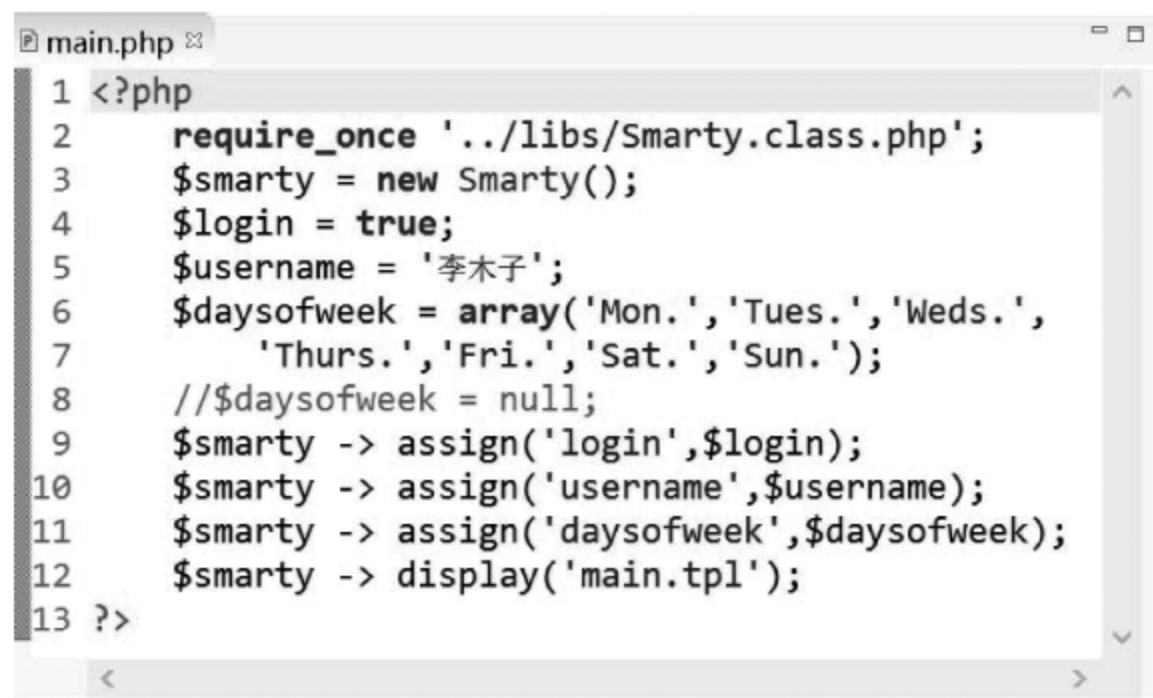 main.php
1 <?php
2 require_once '../libs/Smarty.class.php';
3 $smarty = new Smarty();
4 $login = true;
5 $username = '李木子';
6 $daysofweek = array('Mon.','Tues.','Weds.',
7 'Thurs.','Fri.','Sat.','Sun.');
8 //$daysofweek = null;
9 $smarty -> assign('login',$login);
10 $smarty -> assign('username',$username);
11 $smarty -> assign('daysofweek',$daysofweek);
12 $smarty -> display('main.tpl');
13 ?>